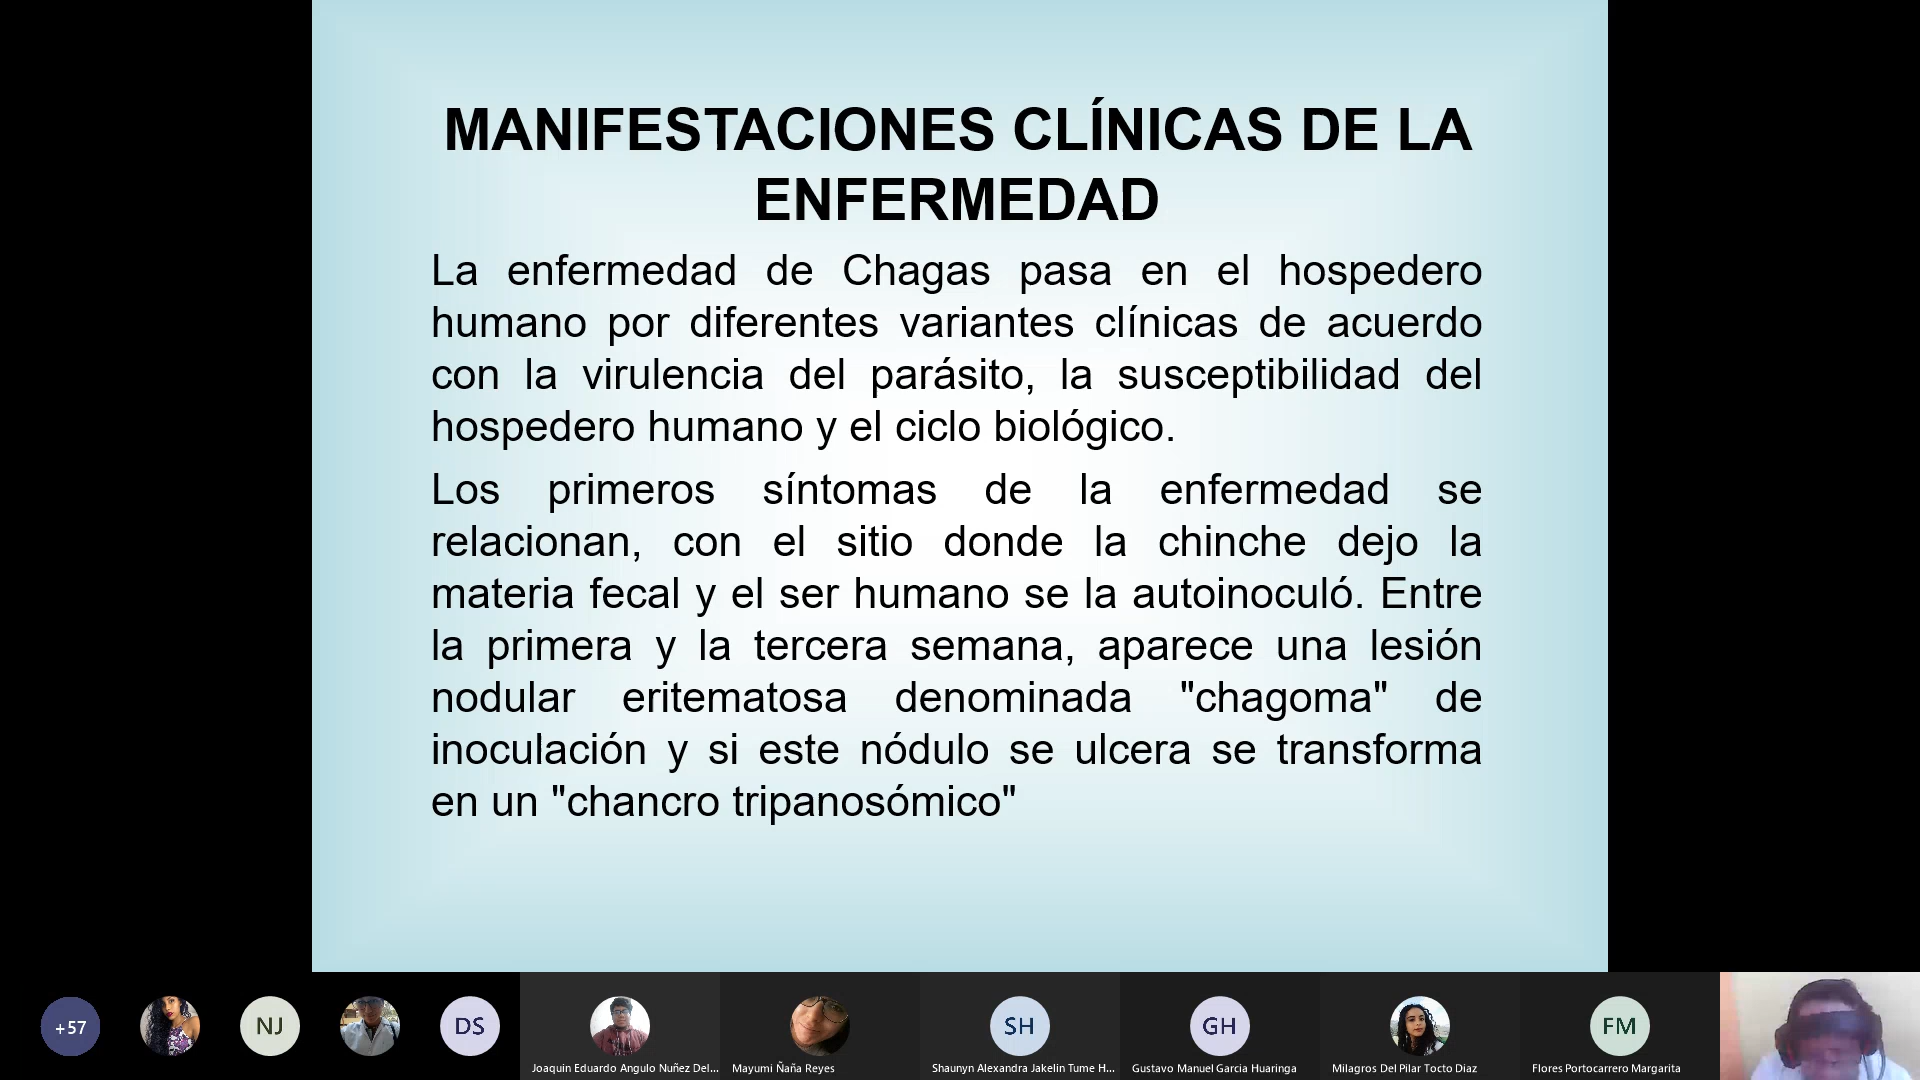 MANIFESTACIONES CLÍNICAS DE LA
ENFERMEDAD
La enfermedad de Chagas pasa en el hospedero
humano por diferentes variantes clínicas de acuerdo
con la virulencia del parásito, la susceptibilidad del
hospedero humano y el ciclo biológico.
Los primeros síntomas de la enfermedad se
relacionan, con el sitio donde la chinche dejo la
materia fecal y el ser humano se la autoinoculó. Entre
la primera y la tercera semana, aparece una lesión
nodular eritematosa denominada "chagoma" de
inoculación y si este nódulo se ulcera se transforma
en un "chancro tripanosómico"
+57
NJ
DS
SH
GH
FM
Joaquin Eduardo Angulo Nuñez Del...
Mayumi Ñaña Reyes
Shaunyn Alexandra Jakelin Tume H...
Gustavo Manuel Garcia Huaringa
Milagros Del Pilar Tocto Diaz
Flores Portocarrero Margarita